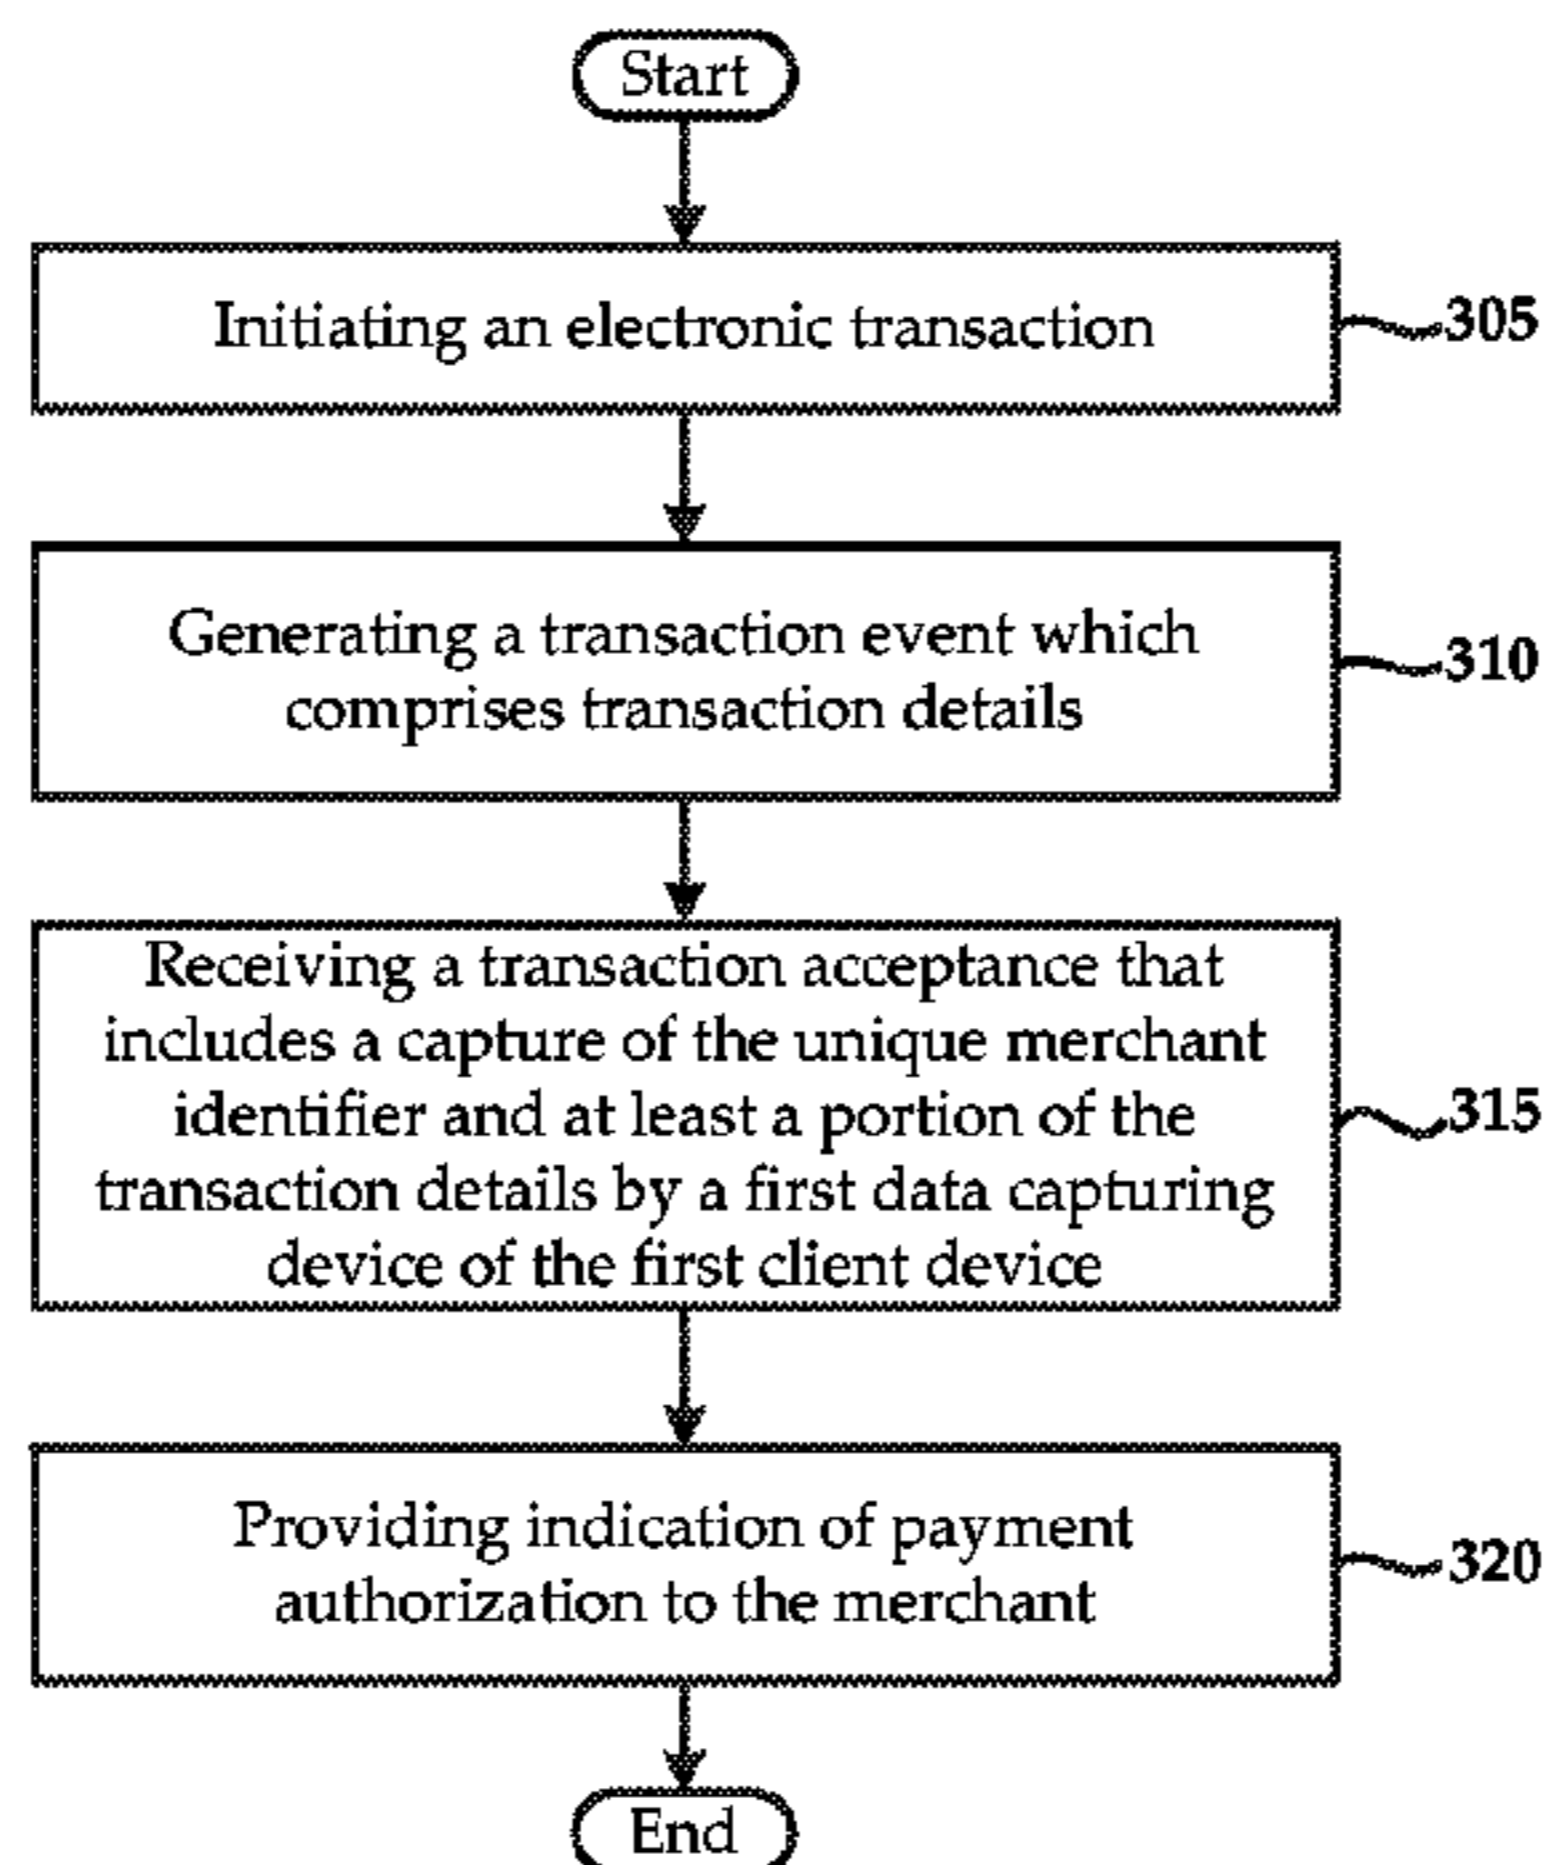 Start
Initiating an electronic transaction
305
Generating a transaction event which
comprises transaction details
310
Receiving a transaction acceptance that
includes a capture of the unique merchant
identifier and at least a portion of the
transaction details by a first data capturing
device of the first client device
315
Providing indication of payment
authorization to the merchant
320
End